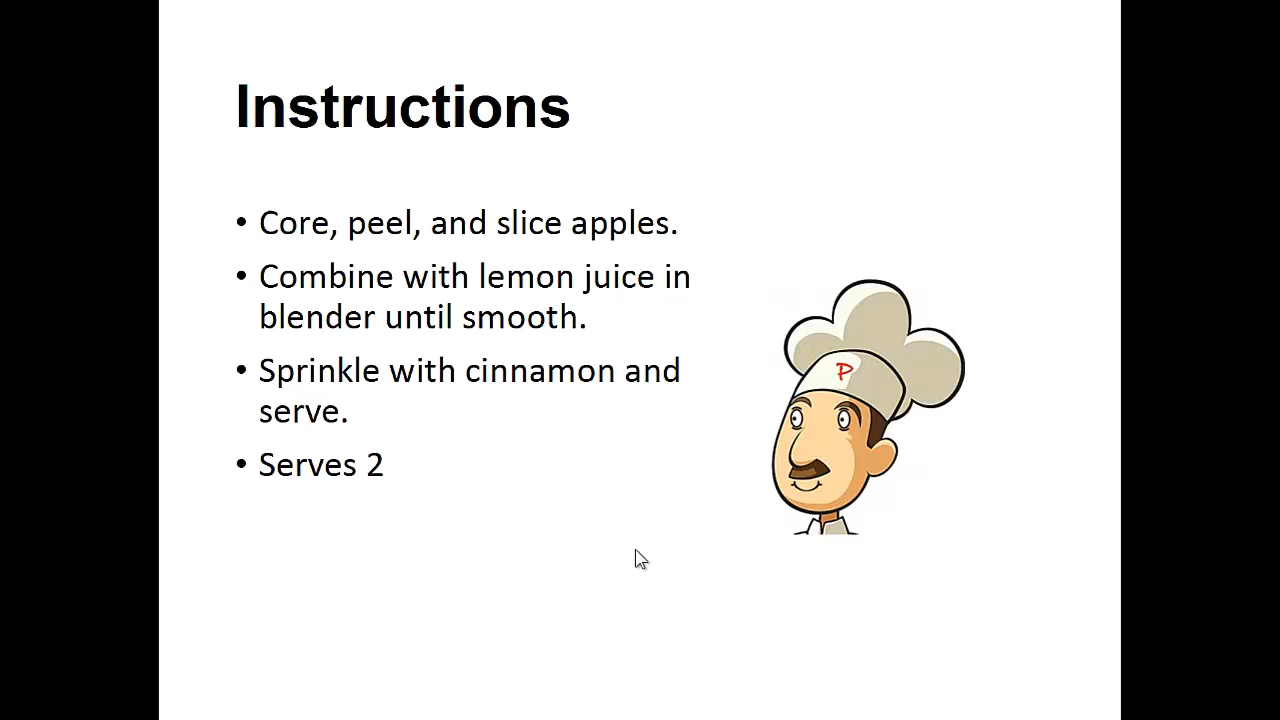 Instructions
• Core, peel, and slice apples.
• Combine with lemon juice in
blender until smooth.
• Sprinkle with cinnamon and
serve.
• Serves 2
P